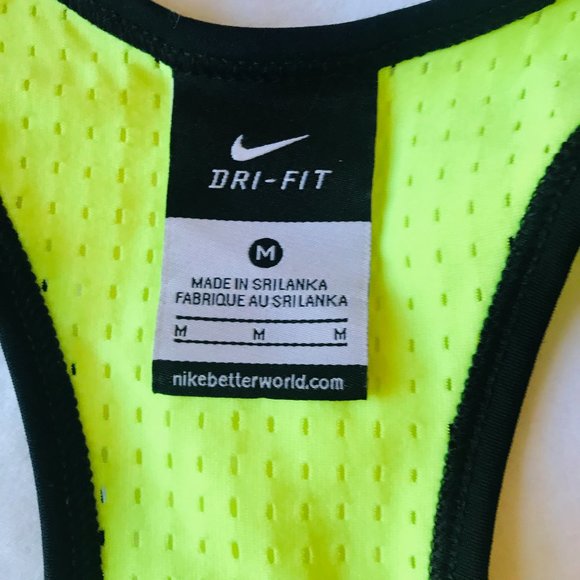 DRI-FIT
M
MADE IN SRI LANKA
FABRIQUE AU SRI LANKA
M M M
nikebetterworld.com